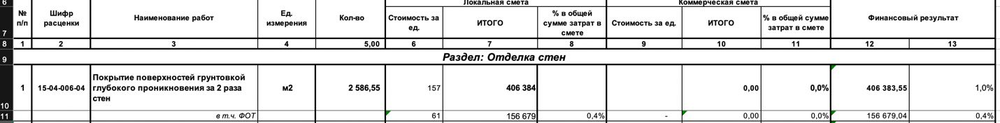 6 Локальная смета Коммерческая смета
7 № п/п Шифр расценки Наименование работ Ед. измерения Кол-во Стоимость за ед. ИТОГО % в общей сумме затрат в смете Стоимость за ед. ИТОГО % в общей сумме затрат в смете Финансовый результат
8 1 2 3 4 5,00 6 7 8 9 10 11 12 13
9 Раздел: Отделка стен
10 1 15-04-006-04 Покрытие поверхностей грунтовкой глубокого проникновения за 2 раза стен м2 2 586,55 157 406 384 0,00 0,0% 406 383,55 1,0%
11 в т.ч. ФОТ 61 156 679 0,4% - 0,00 0,0% 156 679,04 0,4%